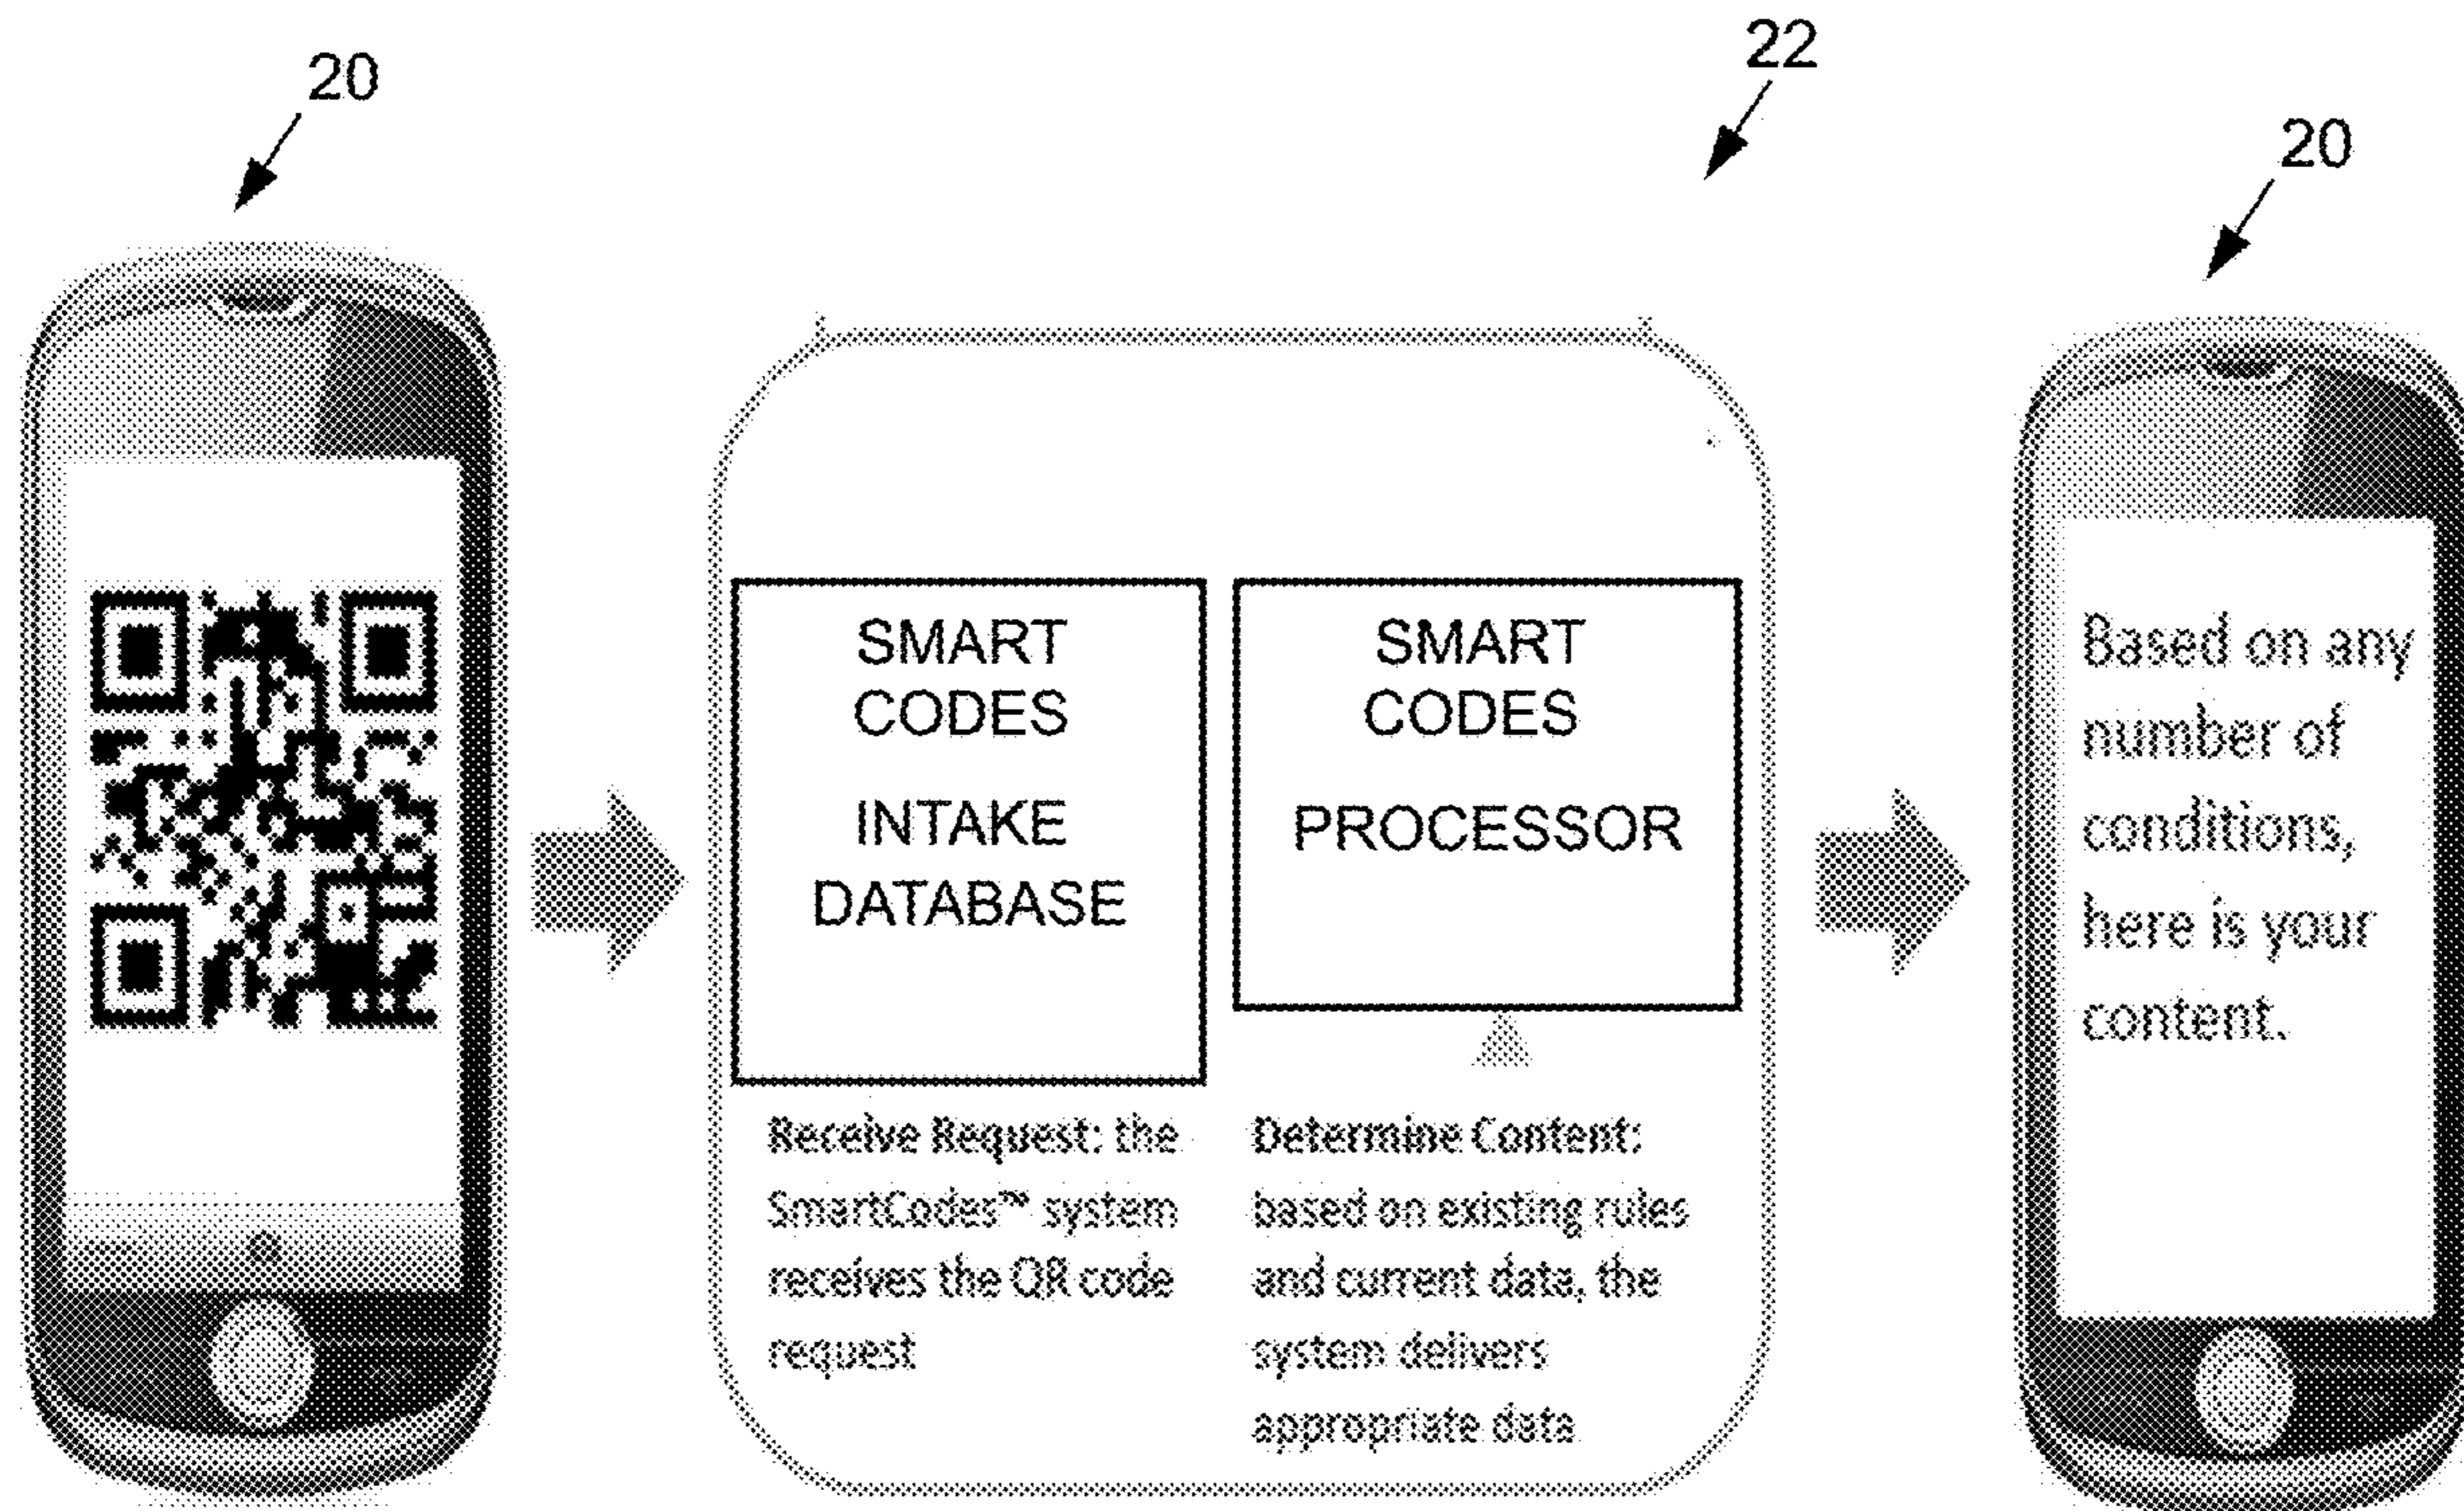 20
22
20
SMART
CODES
INTAKE
DATABASE
Receive Request: the
SmartCodes™ system
receives the QR code
request
SMART
CODES
PROCESSOR
Determine Content:
based on existing rules
and current data, the
system delivers
appropriate data
Based on any
number of
conditions,
here is your
content.